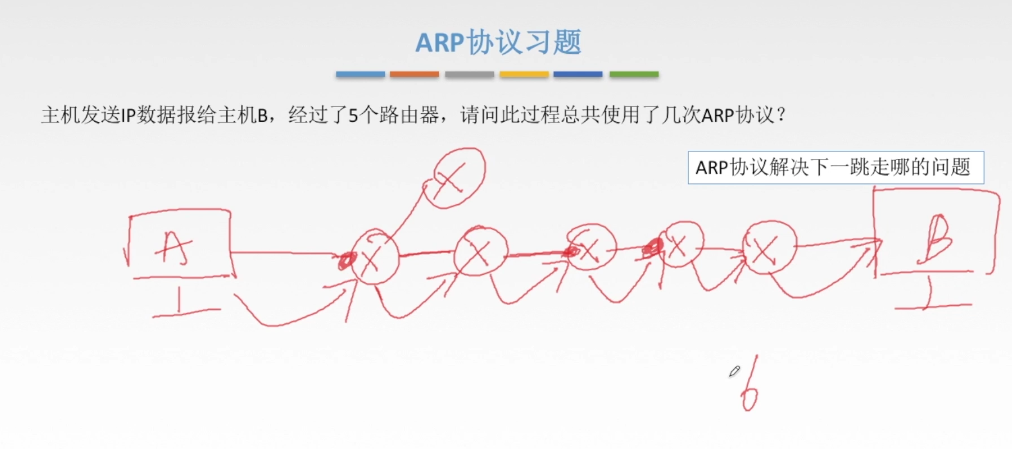 ARP协议习题
主机发送IP数据报给主机B，经过了5个路由器，请问此过程总共使用了几次ARP协议？
ARP协议解决下一跳走哪的问题
X
A
X
X
X
X
X
B
6